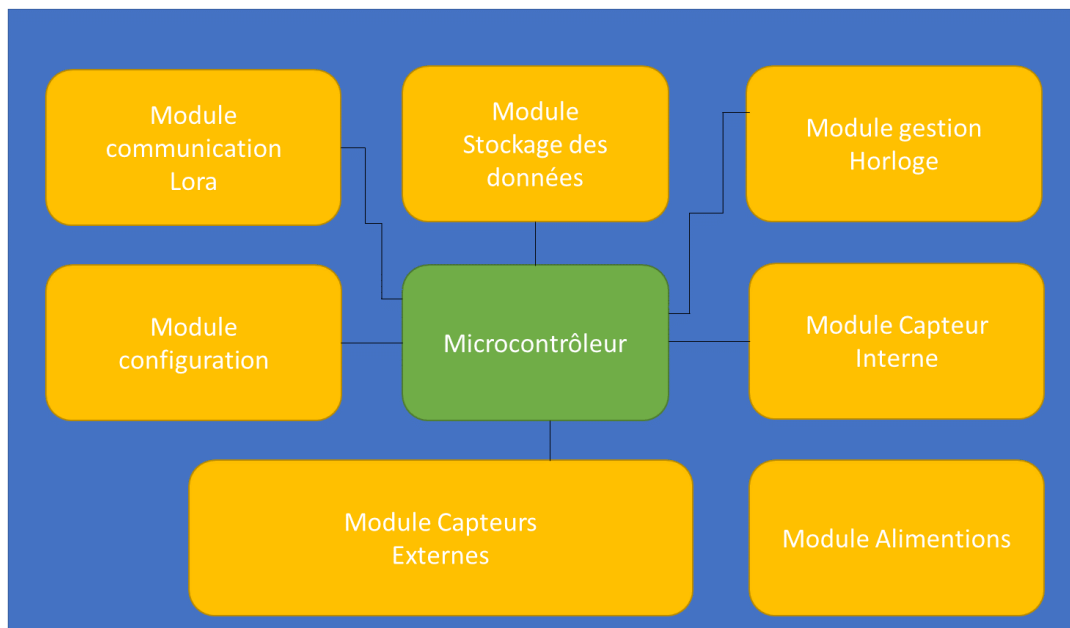 Module
communication
Lora
Module
Stockage des
données
Module gestion
Horloge
Module
configuration
Microcontrôleur
Module Capteur
Interne
Module Capteurs
Externes
Module Alimentions